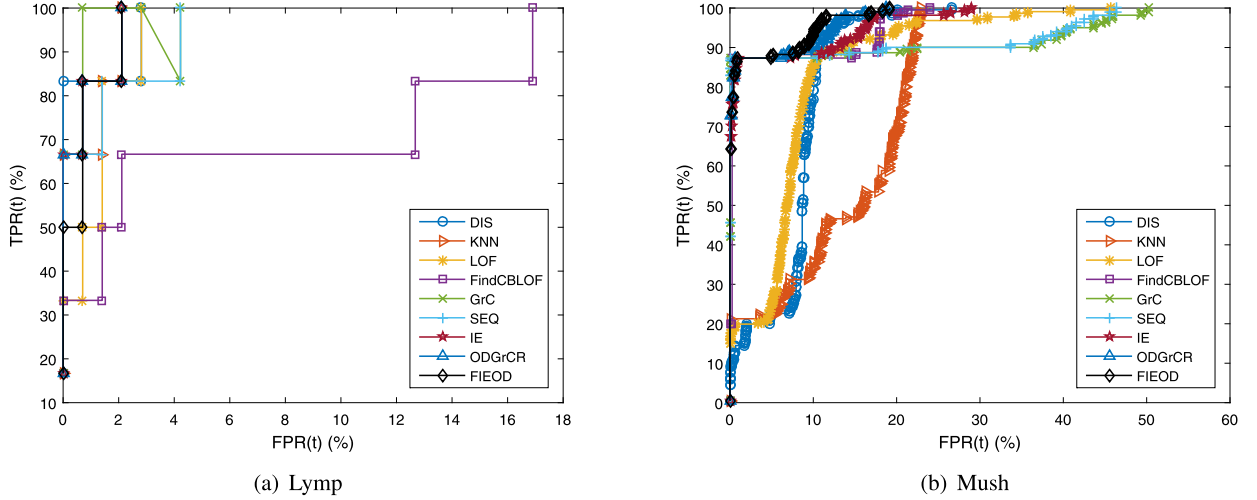 100
90
80
70
60
50
40
30
20
10
TPR(t) (%)
0 2 4 6 8 10 12 14 16 18
FPR(t) (%)
DIS
KNN
LOF
FindCBLOF
GrC
SEQ
IE
ODGrCR
FIEOD
(a) Lymp
100
90
80
70
60
50
40
30
20
10
0
TPR(t) (%)
0 10 20 30 40 50 60
FPR(t) (%)
DIS
KNN
LOF
FindCBLOF
GrC
SEQ
IE
ODGrCR
FIEOD
(b) Mush